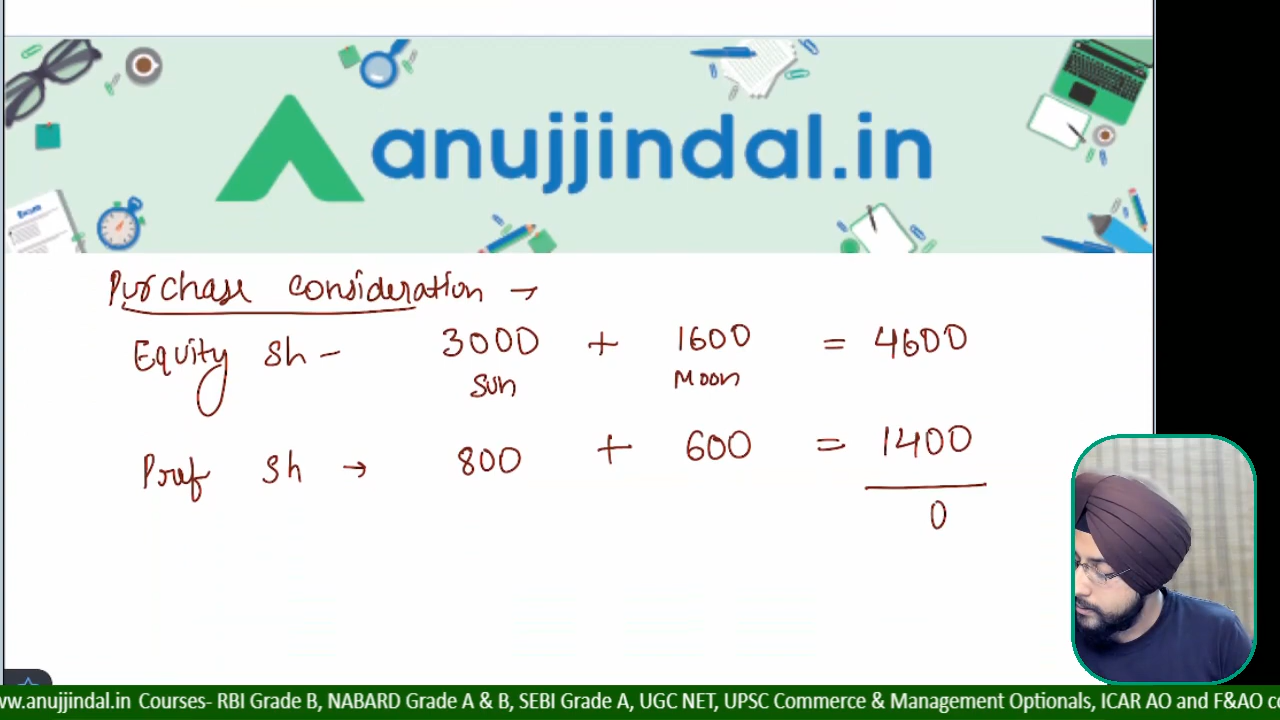 anujjindal.in
Purchase consideration →
Equity Sh - 3000 + 1600 = 4600
Sun Moon
Pref Sh → 800 + 600 = 1400
0
ww.anujjindal.in Courses- RBI Grade B, NABARD Grade A & B, SEBI Grade A, UGC NET, UPSC Commerce & Management Optionals, ICAR AO and F&AO co